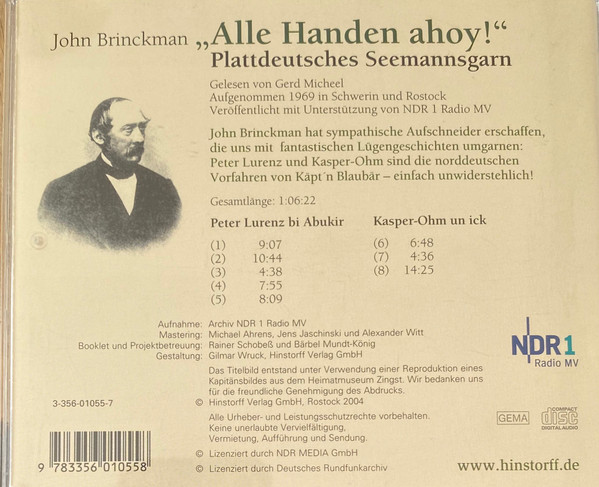 John Brinckman „Alle Handen ahoy!“
Plattdeutsches Seemannsgarn
Gelesen von Gerd Micheel
Aufgenommen 1969 in Schwerin und Rostock
Veröffentlicht mit Unterstützung von NDR 1 Radio MV
John Brinckman hat sympathische Aufschneider erschaffen,
die uns mit fantastischen Lügengeschichten umgarnen:
Peter Lurenz und Kasper-Ohm sind die norddeutschen
Vorfahren von Käpt´n Blaubär – einfach unwiderstehlich!
Gesamtlänge: 1:06:22
Peter Lurenz bi Abukir
(1) 9:07
(2) 10:44
(3) 4:38
(4) 7:55
(5) 8:09
Kasper-Ohm un ick
(6) 6:48
(7) 4:36
(8) 14:25
Aufnahme: Archiv NDR 1 Radio MV
Mastering: Michael Ahrens, Jens Jaschinski und Alexander Witt
Booklet und Projektbetreuung: Rainer Schobeß und Bärbel Mundt-König
Gestaltung: Gilmar Wruck, Hinstorff Verlag GmbH
Das Titelbild entstand unter Verwendung einer Reproduktion eines
Kapitänsbildes aus dem Heimatmuseum Zingst. Wir bedanken uns
für die freundliche Genehmigung des Abdrucks.
© Hinstorff Verlag GmbH, Rostock 2004
Alle Urheber- und Leistungsschutzrechte vorbehalten.
Keine unerlaubte Vervielfältigung,
Vermietung, Aufführung und Sendung.
© Lizenziert durch NDR MEDIA GmbH
© Lizenziert durch Deutsches Rundfunkarchiv
NDR 1
Radio MV
3-356-01055-7
9 783356 010558
GEMA
COMPACT
disc
DIGITAL AUDIO
www.hinstorff.de